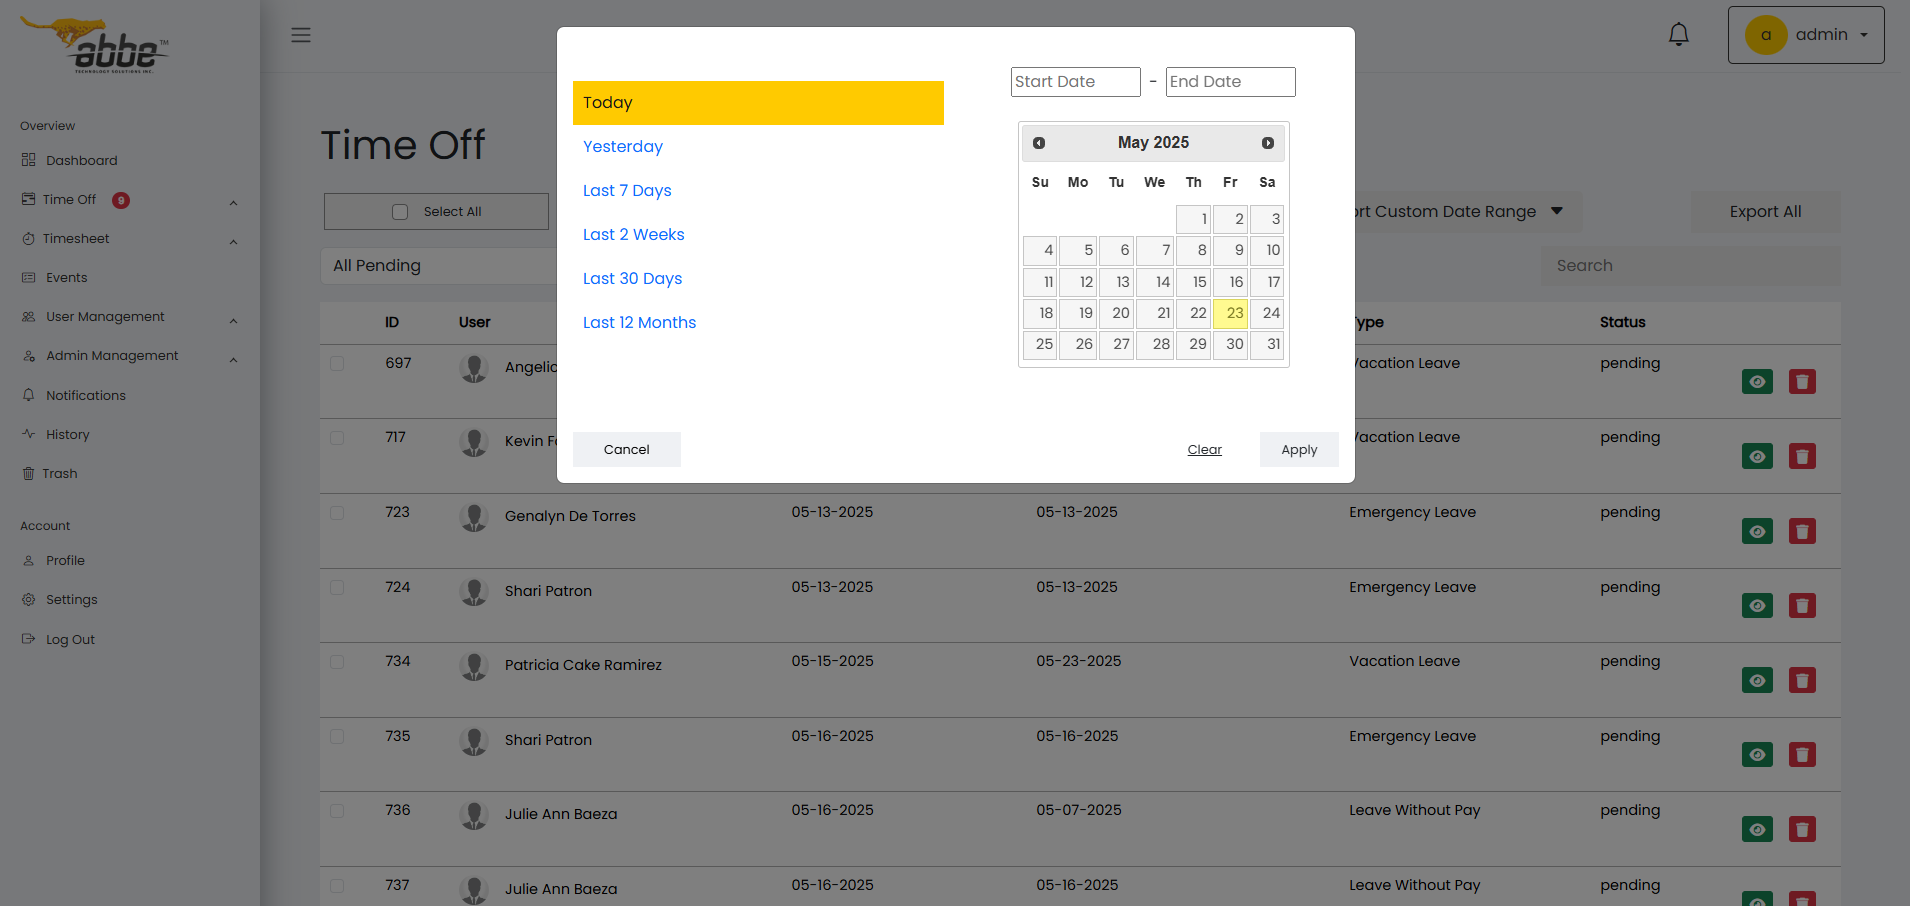 abbe™
TECHNOLOGY SOLUTIONS INC.
a admin
Overview
Dashboard
Time Off 9
Timesheet
Events
User Management
Admin Management
Notifications
History
Trash
Account
Profile
Settings
Log Out
Time Off
Select All
rt Custom Date Range
Export All
All Pending
Search
Today
Yesterday
Last 7 Days
Last 2 Weeks
Last 30 Days
Last 12 Months
Start Date - End Date
May 2025
Su Mo Tu We Th Fr Sa
1 2 3
4 5 6 7 8 9 10
11 12 13 14 15 16 17
18 19 20 21 22 23 24
25 26 27 28 29 30 31
Cancel
Clear
Apply
ID User Type Status
697 Angelic Vacation Leave pending
717 Kevin F Vacation Leave pending
723 Genalyn De Torres 05-13-2025 05-13-2025 Emergency Leave pending
724 Shari Patron 05-13-2025 05-13-2025 Emergency Leave pending
734 Patricia Cake Ramirez 05-15-2025 05-23-2025 Vacation Leave pending
735 Shari Patron 05-16-2025 05-16-2025 Emergency Leave pending
736 Julie Ann Baeza 05-16-2025 05-07-2025 Leave Without Pay pending
737 Julie Ann Baeza 05-16-2025 05-16-2025 Leave Without Pay pending